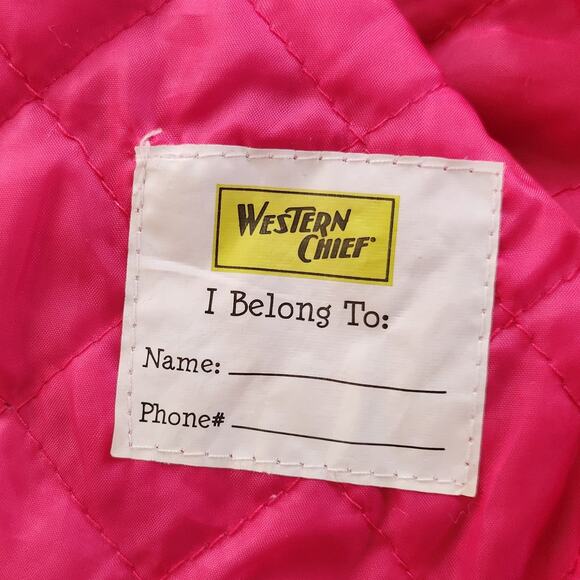 WESTERN
CHIEF®
I Belong To:
Name:
Phone#